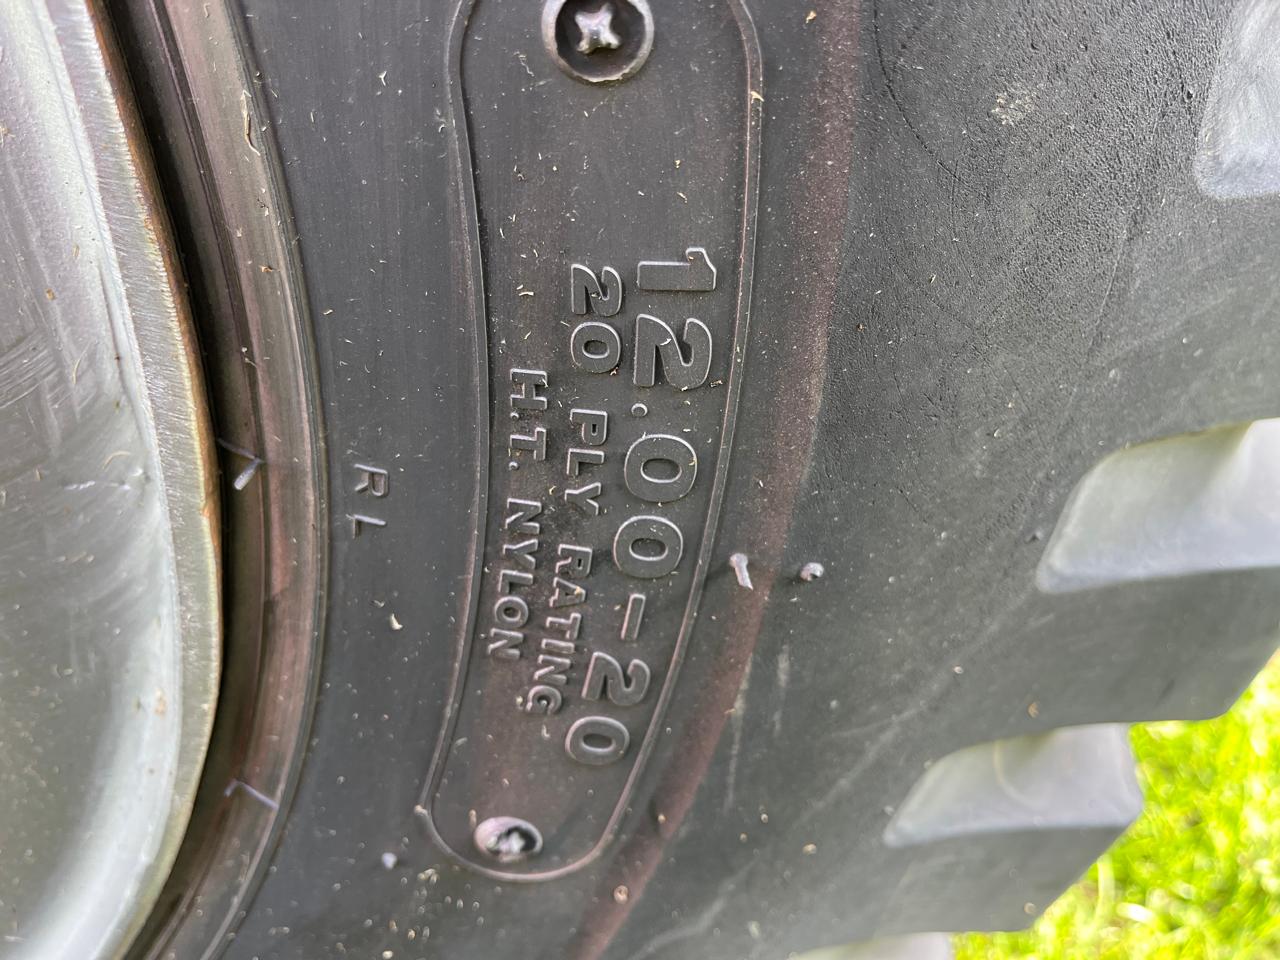 12.00-20
20 PLY RATING
H.T. NYLON
RL